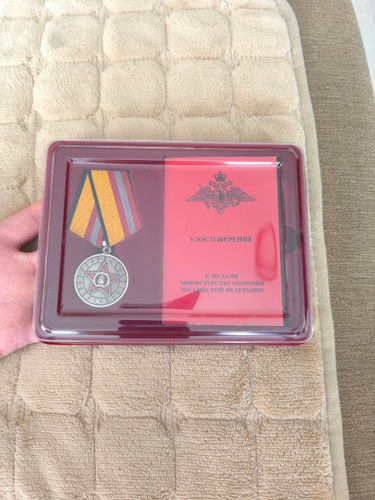 УДОСТОВЕРЕНИЕ
К МЕДАЛИ
МИНИСТЕРСТВА ОБОРОНЫ
РОССИЙСКОЙ ФЕДЕРАЦИИ